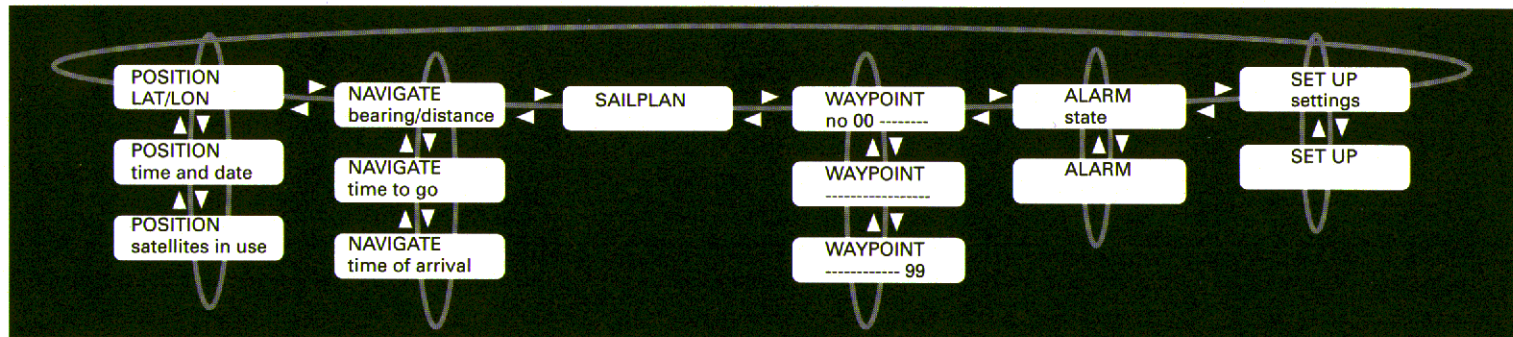 POSITION
LAT/LON
POSITION
time and date
POSITION
satellites in use
NAVIGATE
bearing/distance
NAVIGATE
time to go
NAVIGATE
time of arrival
SAILPLAN
WAYPOINT
no 00 --------
WAYPOINT
-----------------
WAYPOINT
------------ 99
ALARM
state
ALARM
SET UP
settings
SET UP